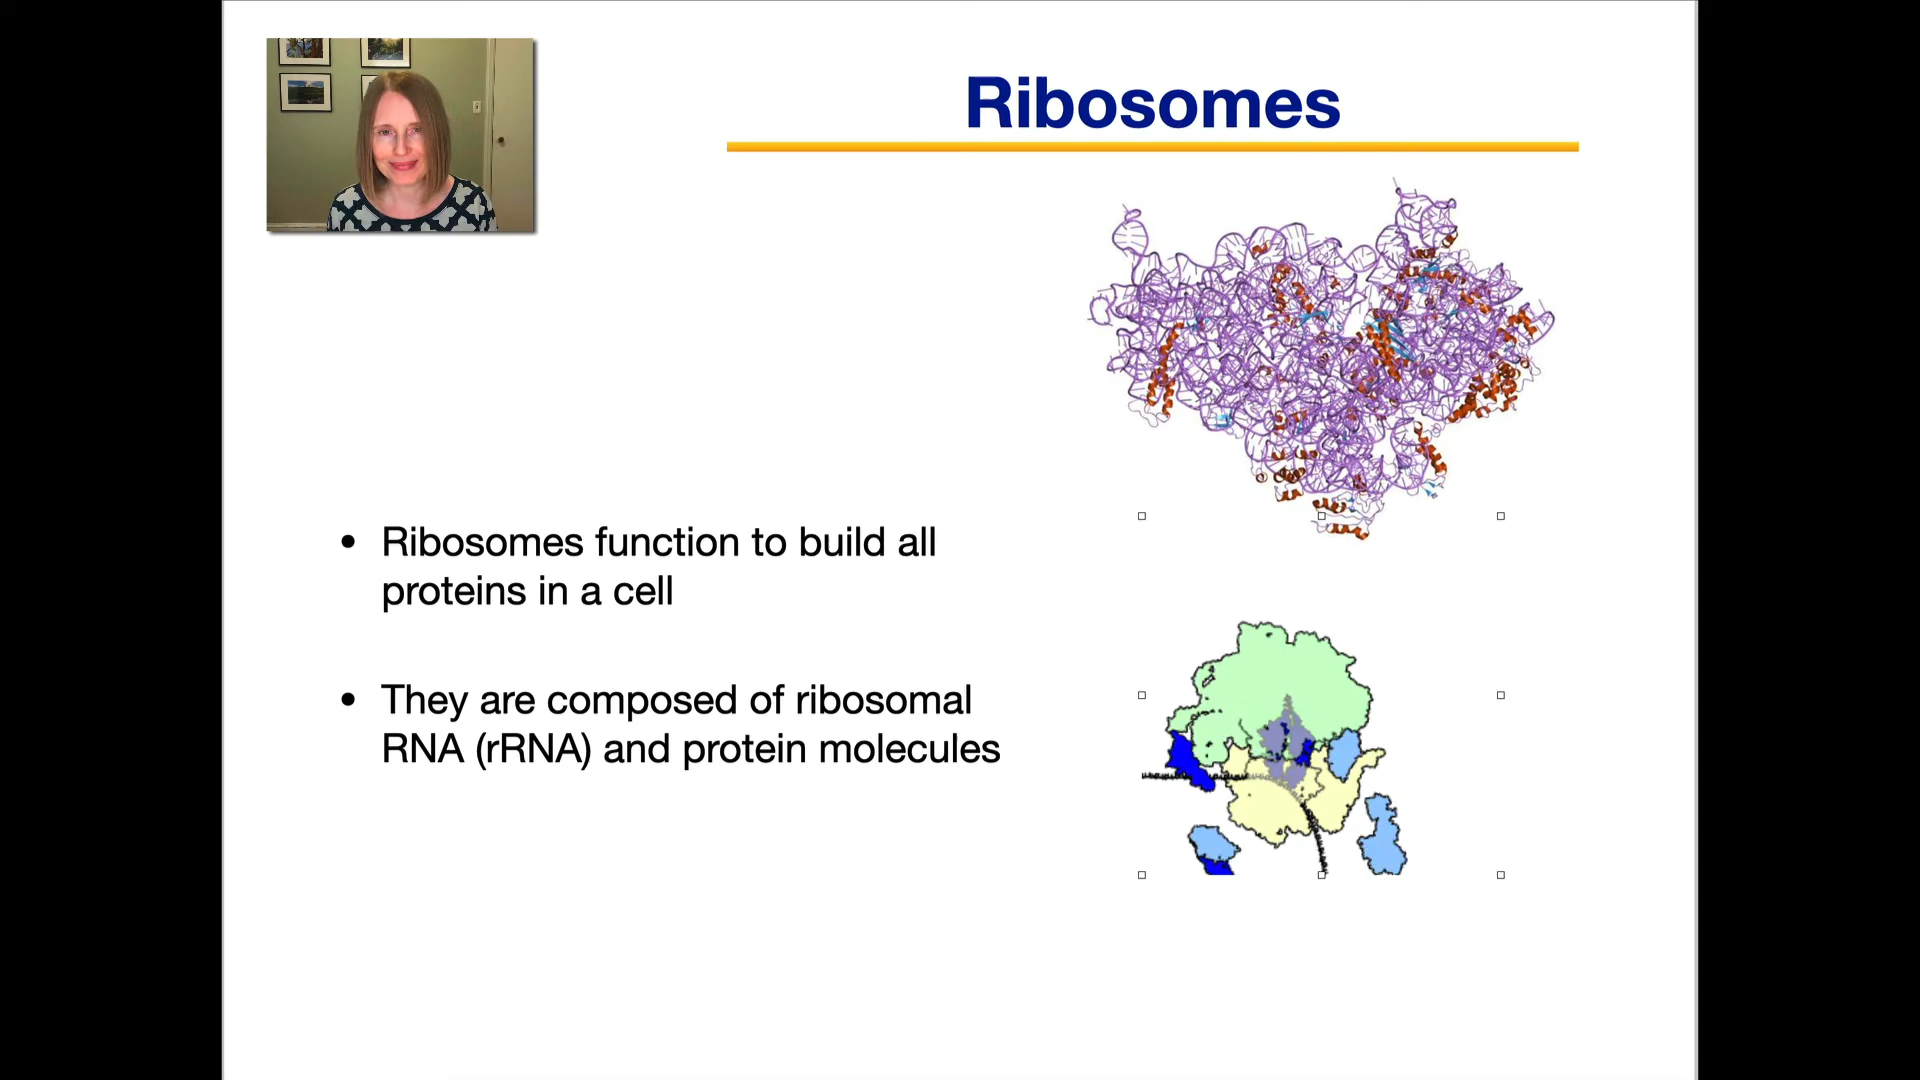 Ribosomes
• Ribosomes function to build all
proteins in a cell
• They are composed of ribosomal
RNA (rRNA) and protein molecules